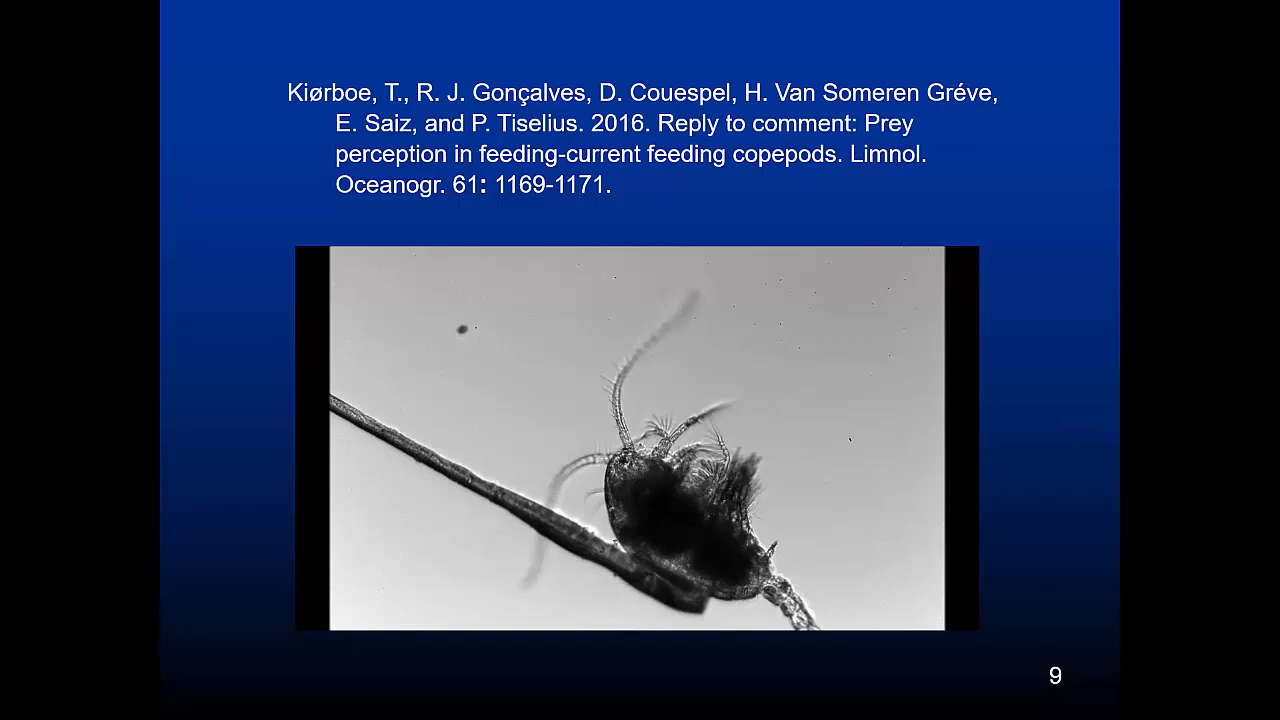 Kiørboe, T., R. J. Gonçalves, D. Couespel, H. Van Someren Gréve,
E. Saiz, and P. Tiselius. 2016. Reply to comment: Prey
perception in feeding-current feeding copepods. Limnol.
Oceanogr. 61: 1169-1171.
9